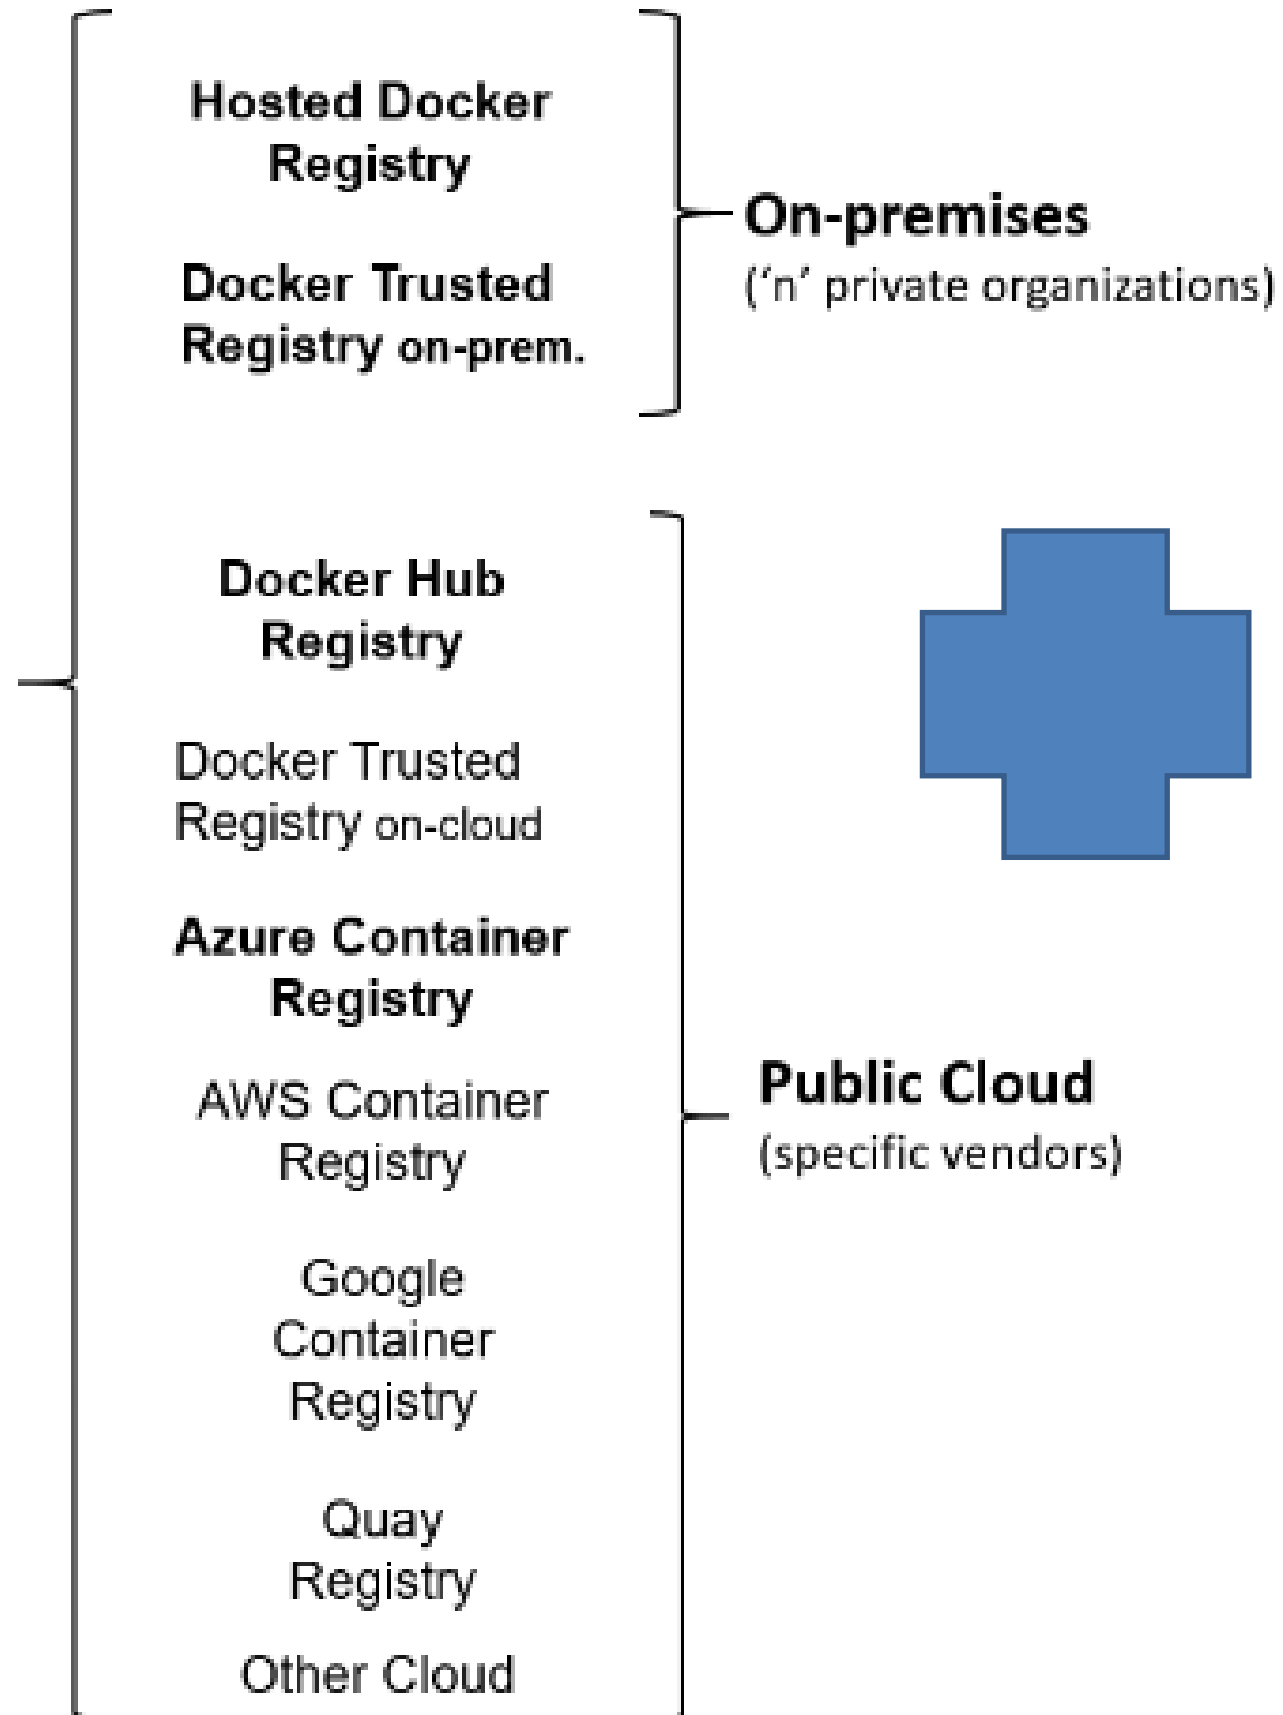 Hosted Docker
Registry
Docker Trusted
Registry on-prem.
On-premises
(‘n’ private organizations)
Docker Hub
Registry
Docker Trusted
Registry on-cloud
Azure Container
Registry
AWS Container
Registry
Google
Container
Registry
Quay
Registry
Other Cloud
Public Cloud
(specific vendors)